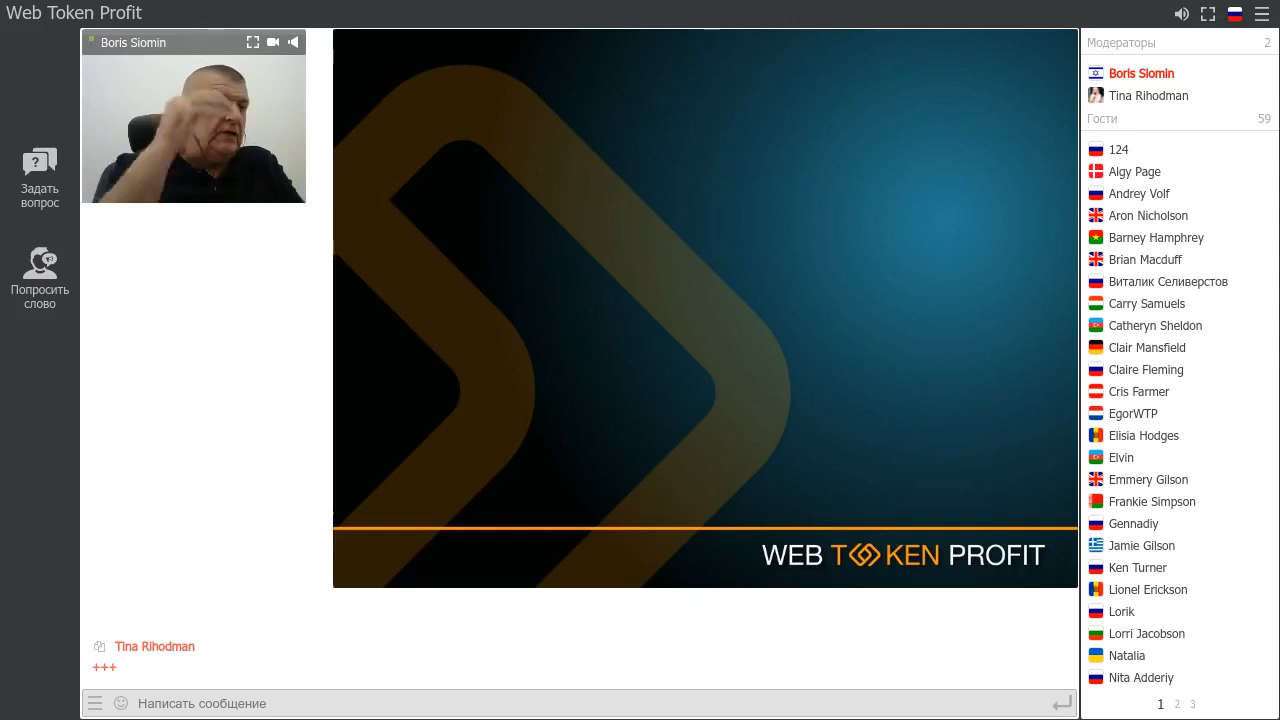 Web Token Profit
Boris Siomin
Задать
вопрос
Попросить
слово
WEB TOKEN PROFIT
Tina Rihodman
+++
Написать сообщение
Модераторы 2
Boris Siomin
Tina Rihodman
Гости 59
124
Algy Page
Andrey Volf
Aron Nicholson
Barney Hamphrey
Brian Macduff
Виталик Селиверстов
Carry Samuels
Catheryn Sheldon
Clair Mansfield
Claire Fleming
Cris Farmer
EgorWTP
Elisia Hodges
Elvin
Emmery Gilson
Frankie Simpson
Gennadiy
Jamie Gilson
Ken Turner
Lionel Erickson
Lorik
Lorri Jacobson
Natalia
Nita Adderiy
1 2 3